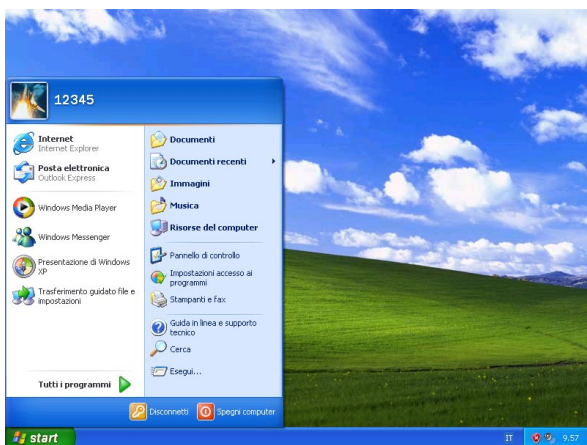 12345
Internet
Internet Explorer
Posta elettronica
Outlook Express
Windows Media Player
Windows Messenger
Presentazione di Windows
XP
Trasferimento guidato file e
impostazioni
Tutti i programmi
Documenti
Documenti recenti
Immagini
Musica
Risorse del computer
Pannello di controllo
Impostazioni accesso ai
programmi
Stampanti e fax
Guida in linea e supporto
tecnico
Cerca
Esegui...
Disconnetti
Spegni computer
start
IT
9.57